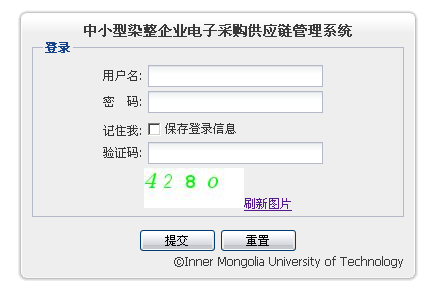 中小型染整企业电子采购供应链管理系统
登录
用户名:
密 码:
记住我: 保存登录信息
验证码:
4 2 8 o 刷新图片
提交 重置
©Inner Mongolia University of Technology